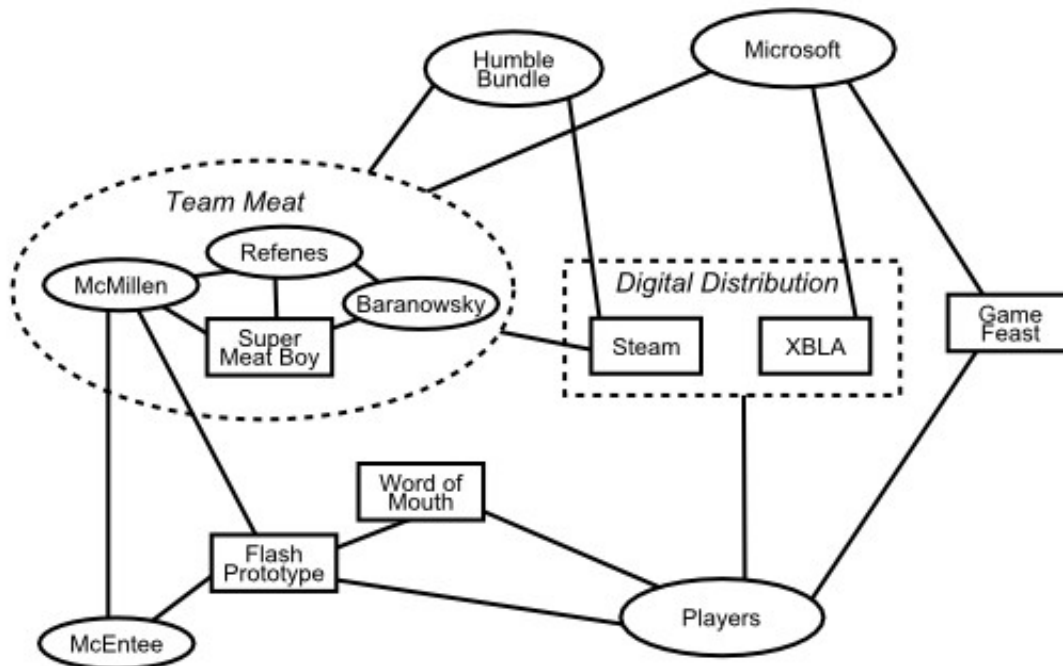 Humble
Bundle
Microsoft
Team Meat
Refenes
McMillen
Baranowsky
Super
Meat Boy
Digital Distribution
Steam
XBLA
Game
Feast
Word of
Mouth
Flash
Prototype
Players
McEntee